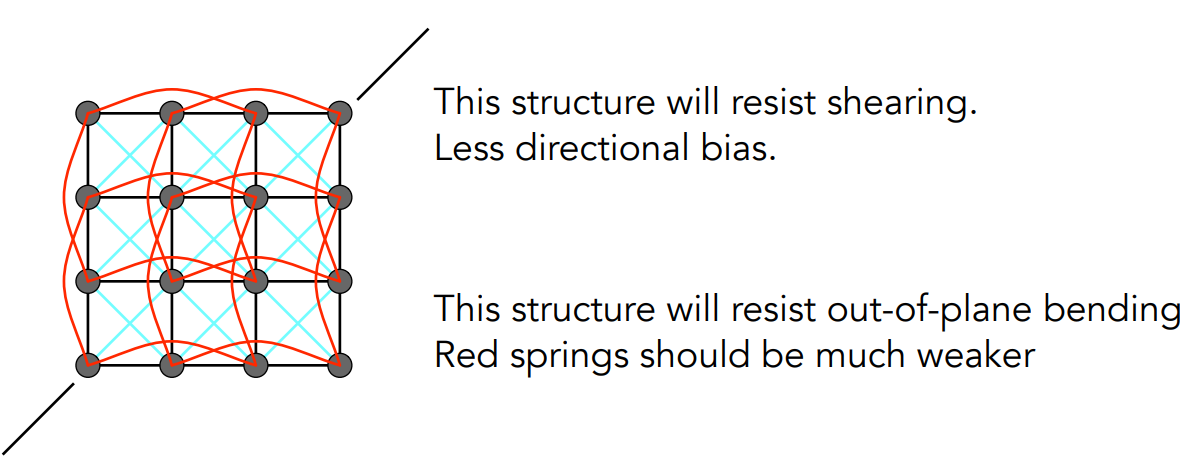 This structure will resist shearing.
Less directional bias.
This structure will resist out-of-plane bending
Red springs should be much weaker